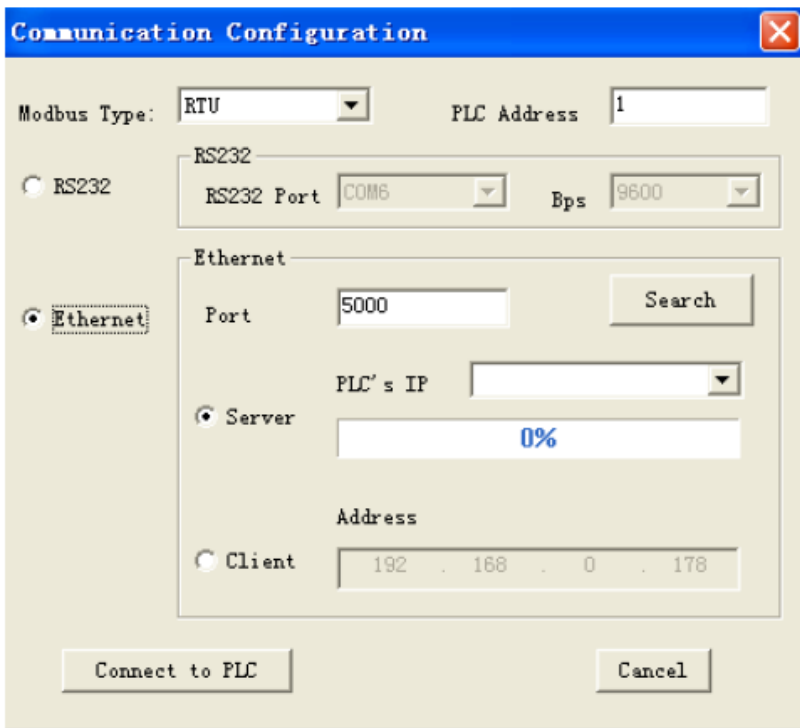 Communication Configuration
Modbus Type: RTU PLC Address 1
RS232
RS232 RS232 Port COM6 Bps 9600
Ethernet
Ethernet Port 5000 Search
PLC's IP
Server
0%
Address
Client 192 . 168 . 0 . 178
Connect to PLC Cancel